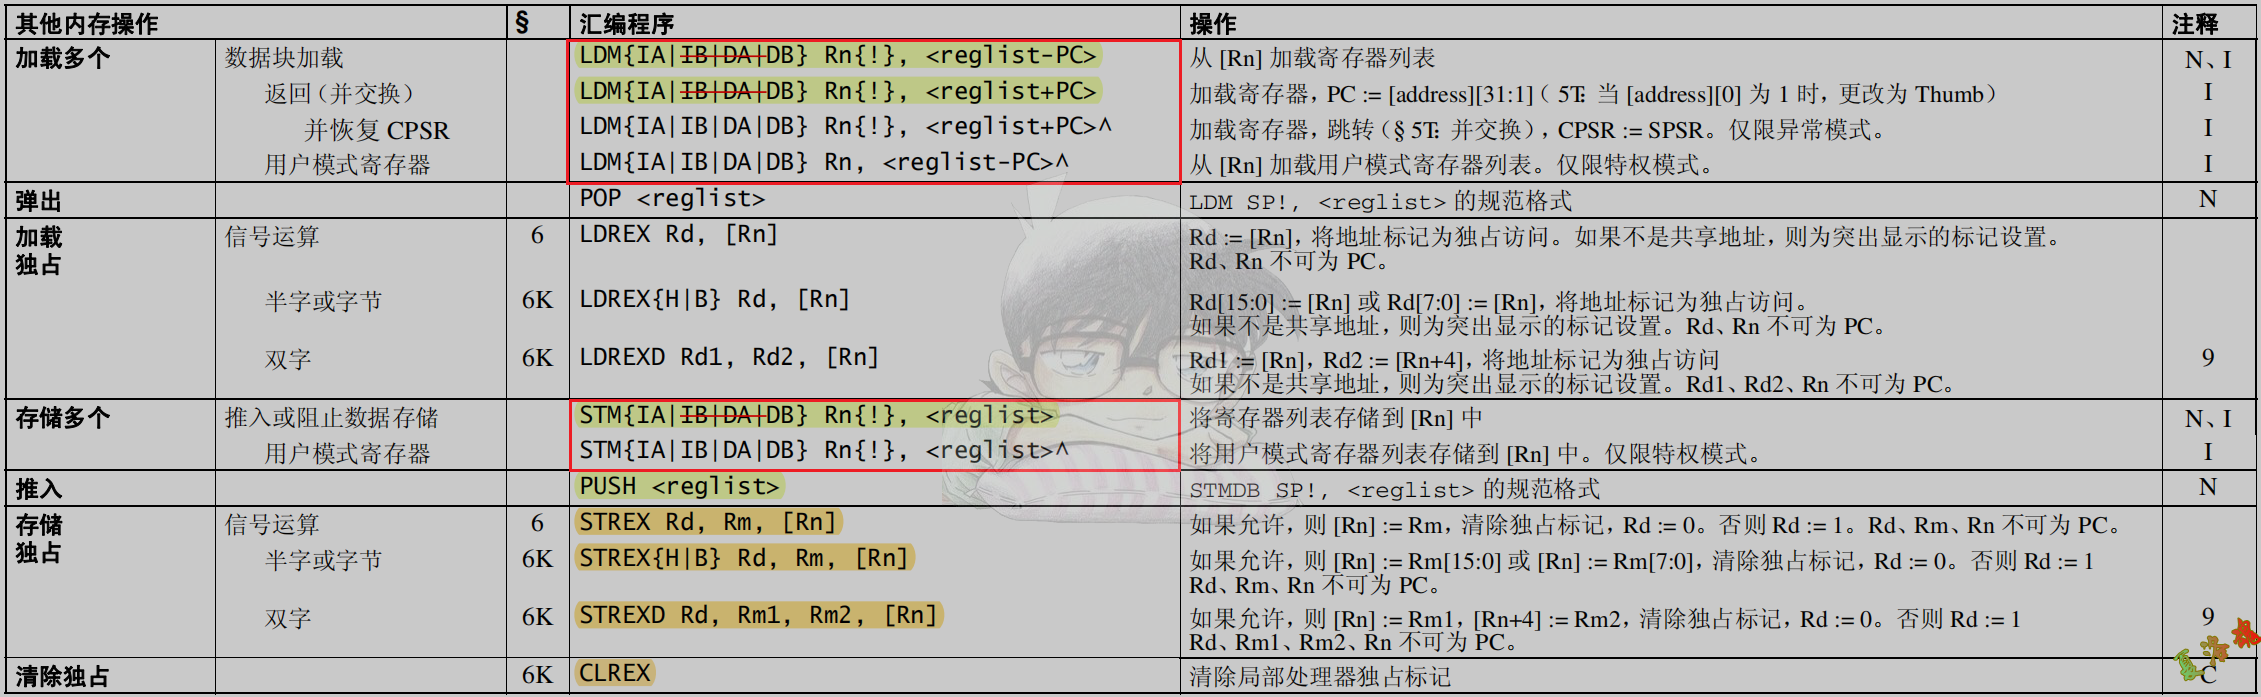 其他内存操作 § 汇编程序 操作 注释
加载多个 数据块加载 LDM{IA|IB|DA|DB} Rn{!}, <reglist-PC> 从 [Rn] 加载寄存器列表 N、I
返回（并交换） LDM{IA|IB|DA|DB} Rn{!}, <reglist+PC> 加载寄存器，PC := [address][31:1]（ 5T: 当 [address][0] 为 1 时，更改为 Thumb） I
并恢复 CPSR LDM{IA|IB|DA|DB} Rn{!}, <reglist+PC>^ 加载寄存器，跳转（§ 5T: 并交换），CPSR := SPSR。仅限异常模式。 I
用户模式寄存器 LDM{IA|IB|DA|DB} Rn, <reglist-PC>^ 从 [Rn] 加载用户模式寄存器列表。仅限特权模式。 I
弹出 POP <reglist> LDM SP!, <reglist> 的规范格式 N
加载 信号运算 6 LDREX Rd, [Rn] Rd := [Rn]，将地址标记为独占访问。如果不是共享地址，则为突出显示的标记设置。
独占 Rd、Rn 不可为 PC。
半字或字节 6K LDREX{H|B} Rd, [Rn] Rd[15:0] := [Rn] 或 Rd[7:0] := [Rn]，将地址标记为独占访问。
如果不是共享地址，则为突出显示的标记设置。Rd、Rn 不可为 PC。
双字 6K LDREXD Rd1, Rd2, [Rn] Rd1 := [Rn]，Rd2 := [Rn+4]，将地址标记为独占访问 9
如果不是共享地址，则为突出显示的标记设置。Rd1、Rd2、Rn 不可为 PC。
存储多个 推入或阻止数据存储 STM{IA|IB|DA|DB} Rn{!}, <reglist> 将寄存器列表存储到 [Rn] 中 N、I
用户模式寄存器 STM{IA|IB|DA|DB} Rn{!}, <reglist>^ 将用户模式寄存器列表存储到 [Rn] 中。仅限特权模式。 I
推入 PUSH <reglist> STMDB SP!, <reglist> 的规范格式 N
存储 信号运算 6 STREX Rd, Rm, [Rn] 如果允许，则 [Rn] := Rm，清除独占标记，Rd := 0。否则 Rd := 1。Rd、Rm、Rn 不可为 PC。
独占
半字或字节 6K STREX{H|B} Rd, Rm, [Rn] 如果允许，则 [Rn] := Rm[15:0] 或 [Rn] := Rm[7:0]，清除独占标记，Rd := 0。否则 Rd := 1
Rd、Rm、Rn 不可为 PC。
双字 6K STREXD Rd, Rm1, Rm2, [Rn] 如果允许，则 [Rn] := Rm1，[Rn+4] := Rm2，清除独占标记，Rd := 0。否则 Rd := 1 9
Rd、Rm1、Rm2、Rn 不可为 PC。
清除独占 6K CLREX 清除局部处理器独占标记 C